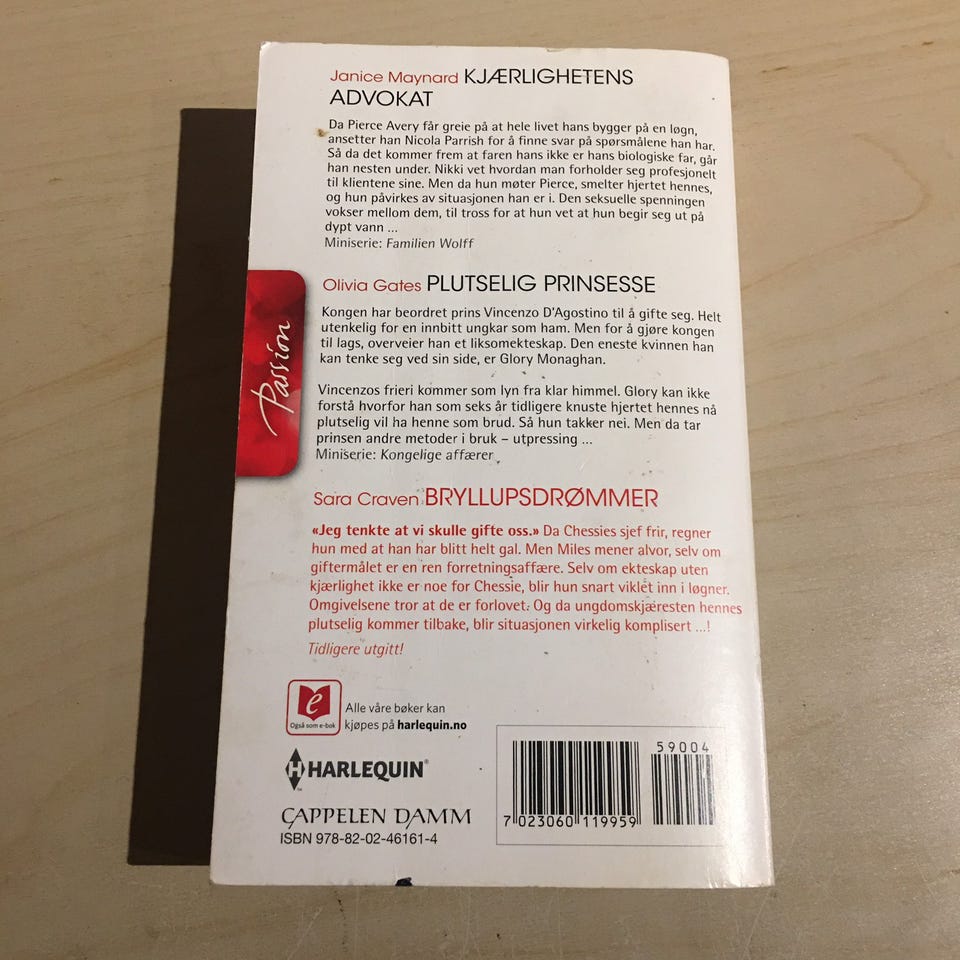 Janice Maynard KJÆRLIGHETENS
ADVOKAT
Da Pierce Avery får greie på at hele livet hans bygger på en løgn,
ansetter han Nicola Parrish for å finne svar på spørsmålene han har.
Så da det kommer frem at faren hans ikke er hans biologiske far, går
han nesten under. Nikki vet hvordan man forholder seg profesjonelt
til klientene sine. Men da hun møter Pierce, smelter hjertet hennes,
og hun påvirkes av situasjonen han er i. Den seksuelle spenningen
vokser mellom dem, til tross for at hun vet at hun begir seg ut på
dypt vann ...
Miniserie: Familien Wolff
Olivia Gates PLUTSELIG PRINSESSE
Kongen har beordret prins Vincenzo D'Agostino til å gifte seg. Helt
utenkelig for en innbitt ungkar som ham. Men for å gjøre kongen
til lags, overveier han et liksomekteskap. Den eneste kvinnen han
kan tenke seg ved sin side, er Glory Monaghan.
Vincenzos frieri kommer som lyn fra klar himmel. Glory kan ikke
forstå hvorfor han som seks år tidligere knuste hjertet hennes nå
plutselig vil ha henne som brud. Så hun takker nei. Men da tar
prinsen andre metoder i bruk – utpressing ...
Miniserie: Kongelige affærer
Passion
Sara Craven BRYLLUPSDRØMMER
«Jeg tenkte at vi skulle gifte oss.» Da Chessies sjef frir, regner
hun med at han har blitt helt gal. Men Miles mener alvor, selv om
giftermålet er en ren forretningsaffære. Selv om ekteskap uten
kjærlighet ikke er noe for Chessie, blir hun snart viklet inn i løgner.
Omgivelsene tror at de er forlovet. Og da ungdomskjæresten hennes
plutselig kommer tilbake, blir situasjonen virkelig komplisert ...!
Tidligere utgitt!
e
Også som e-bok
Alle våre bøker kan
kjøpes på harlequin.no
H HARLEQUIN®
™
CAPPELEN DAMM
ISBN 978-82-02-46161-4
59004
7 023060 119959